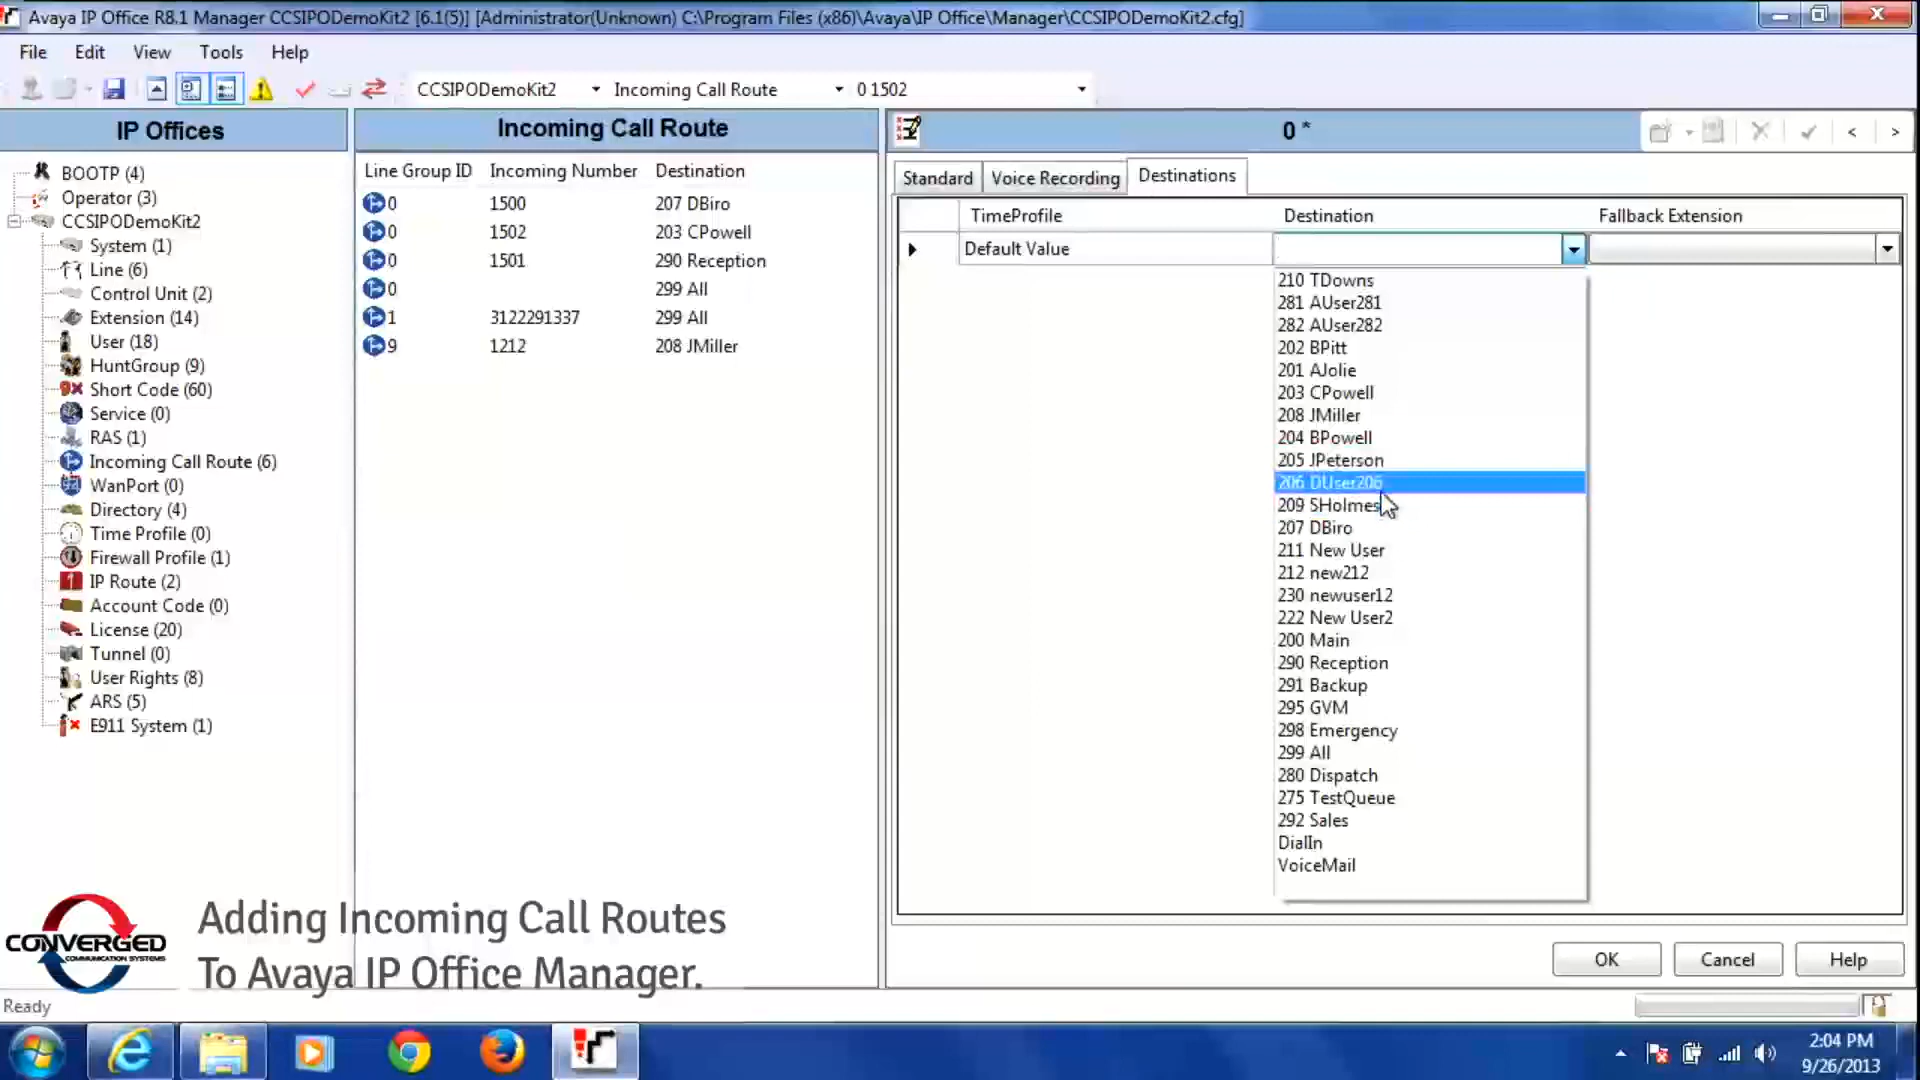 Avaya IP Office R8.1 Manager CCSIPODemoKit2 [6.1(5)] [Administrator(Unknown) C:\Program Files (x86)\Avaya\IP Office\Manager\CCSIPODemoKit2.cfg]
File Edit View Tools Help
CCSIPODemoKit2 Incoming Call Route 0 1502
IP Offices
BOOTP (4)
Operator (3)
CCSIPODemoKit2
System (1)
Line (6)
Control Unit (2)
Extension (14)
User (18)
HuntGroup (9)
Short Code (60)
Service (0)
RAS (1)
Incoming Call Route (6)
WanPort (0)
Directory (4)
Time Profile (0)
Firewall Profile (1)
IP Route (2)
Account Code (0)
License (20)
Tunnel (0)
User Rights (8)
ARS (5)
E911 System (1)
Incoming Call Route
Line Group ID Incoming Number Destination
0 1500 207 DBiro
0 1502 203 CPowell
0 1501 290 Reception
0 299 All
1 3122291337 299 All
9 1212 208 JMiller
0 *
< >
Standard Voice Recording Destinations
TimeProfile Destination Fallback Extension
Default Value
210 TDowns
281 AUser281
282 AUser282
202 BPitt
201 AJolie
203 CPowell
208 JMiller
204 BPowell
205 JPeterson
206 DUser206
209 SHolmes
207 DBiro
211 New User
212 new212
230 newuser12
222 New User2
200 Main
290 Reception
291 Backup
295 GVM
298 Emergency
299 All
280 Dispatch
275 TestQueue
292 Sales
DialIn
VoiceMail
OK Cancel Help
CONVERGED
COMMUNICATION SYSTEMS
Adding Incoming Call Routes
To Avaya IP Office Manager.
Ready
2:04 PM
9/26/2013